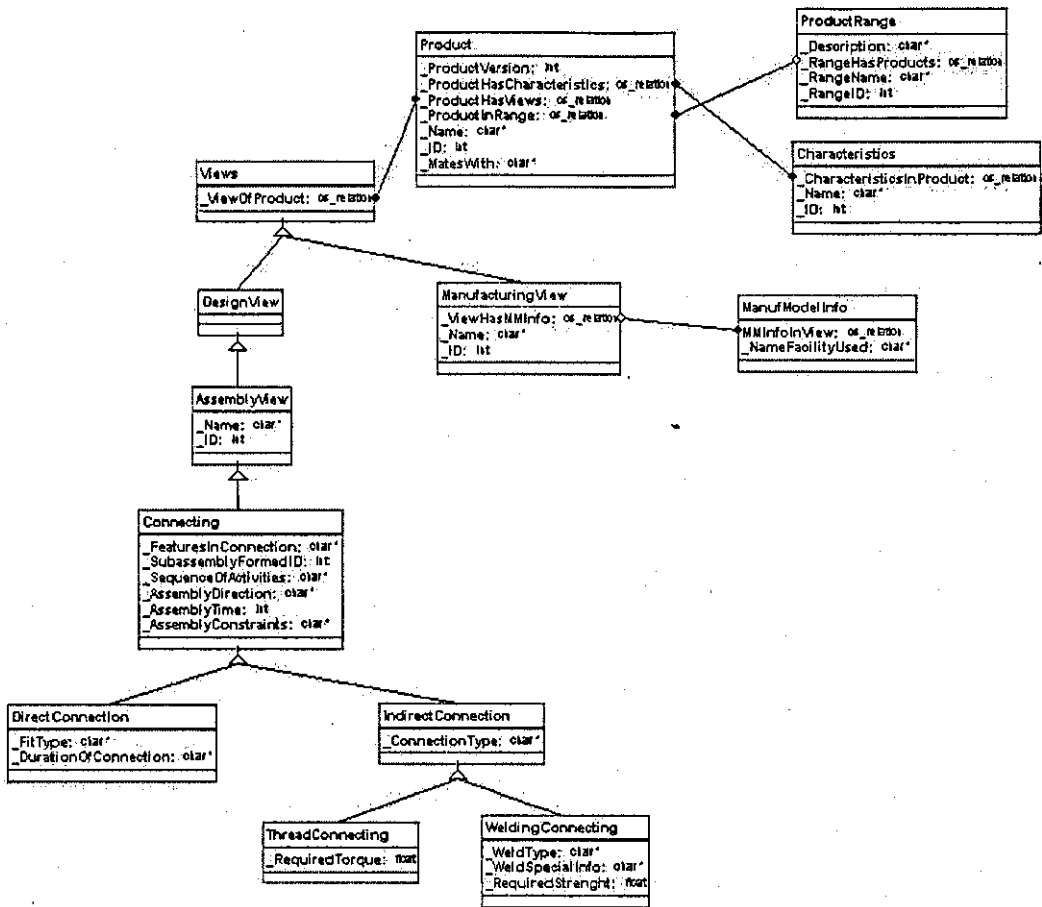 Product
_ProductVersion: int
_ProductHasCharacteristics: os_relation
_ProductHasViews: os_relation
_ProductInRange: os_relation
_Name: char*
_ID: int
_MatesWith: char*
ProductRange
_Description: char*
_RangeHasProducts: os_relation
_RangeName: char*
_RangeID: int
Characteristics
_CharacteristicsInProduct: os_relation
_Name: char*
_ID: int
Views
_ViewOfProduct: os_relation
DesignView
ManufacturingView
_ViewHasMMInfo: os_relation
_Name: char*
_ID: int
ManufModelInfo
MMInfoInView: os_relation
_NameFacilityUsed: char*
AssemblyView
_Name: char*
_ID: int
Connecting
_FeaturesInConnection: char*
_SubassemblyFormedID: int
_SequenceOfActivities: char*
_AssemblyDirection: char*
_AssemblyTime: int
_AssemblyConstraints: char*
DirectConnection
_FitType: char*
_DurationOfConnection: char*
IndirectConnection
_ConnectionType: char*
ThreadConnecting
_RequiredTorque: float
WeldingConnecting
_WeldType: char*
_WeldSpecialInfo: char*
_RequiredStrenght: float